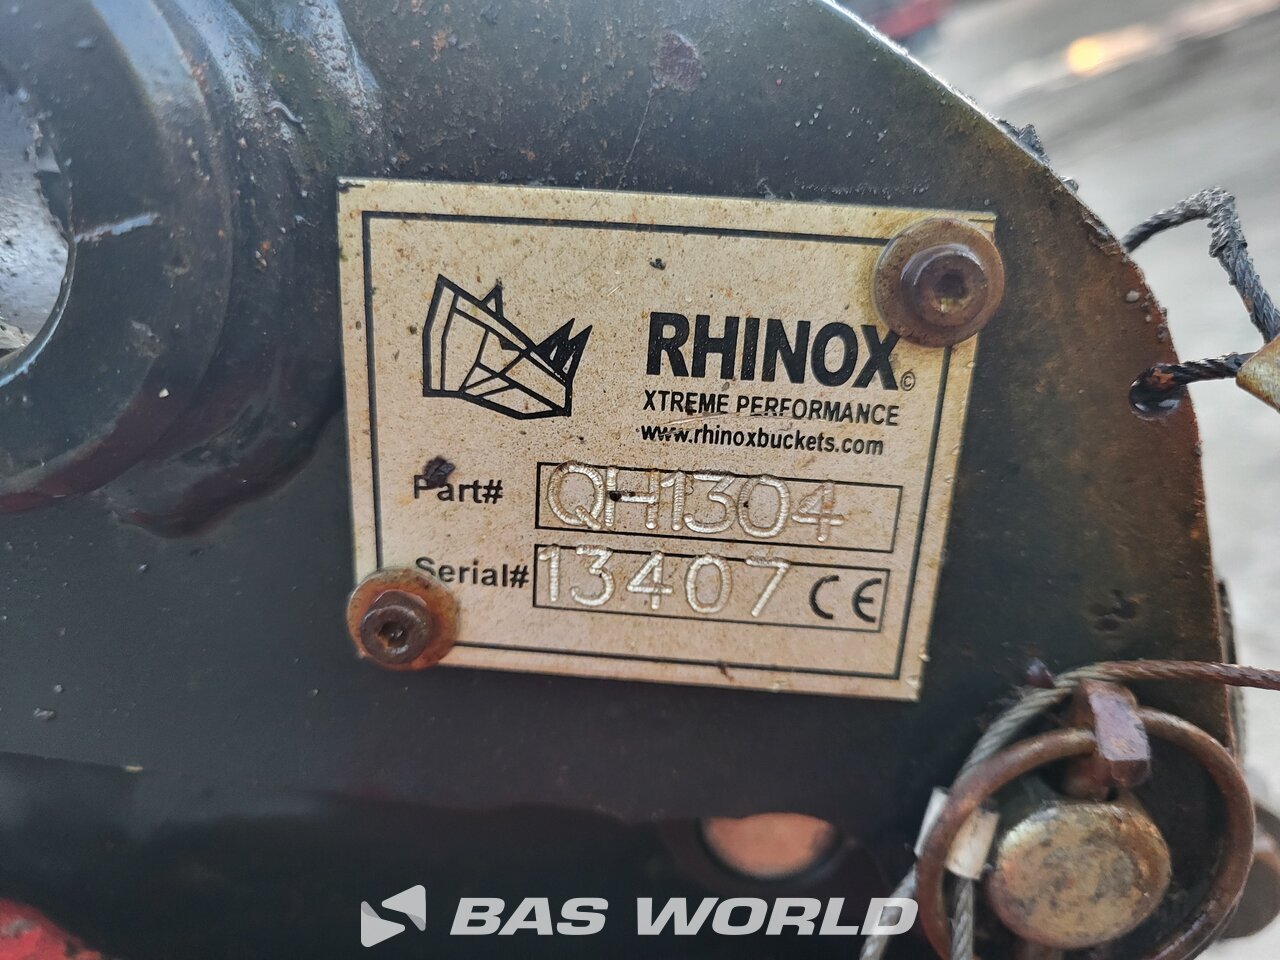 RHINOX©
XTREME PERFORMANCE
www.rhinoxbuckets.com
Part# QH1304
Serial# 13407 CE
BAS WORLD